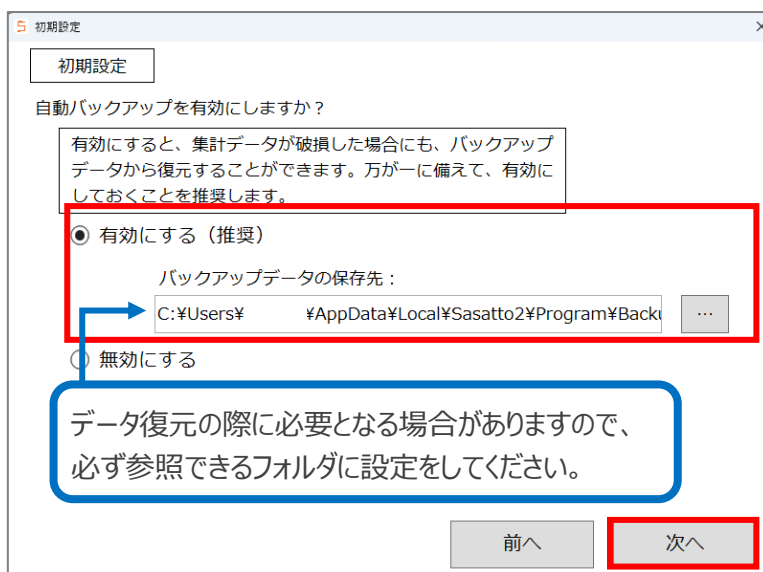 初期設定
初期設定
自動バックアップを有効にしますか？
有効にすると、集計データが破損した場合にも、バックアップ
データから復元することができます。万が一に備えて、有効に
しておくことを推奨します。
有効にする（推奨）
バックアップデータの保存先：
C:¥Users¥ ¥AppData¥Local¥Sasatto2¥Program¥Backu
…
無効にする
データ復元の際に必要となる場合がありますので、
必ず参照できるフォルダに設定をしてください。
前へ
次へ